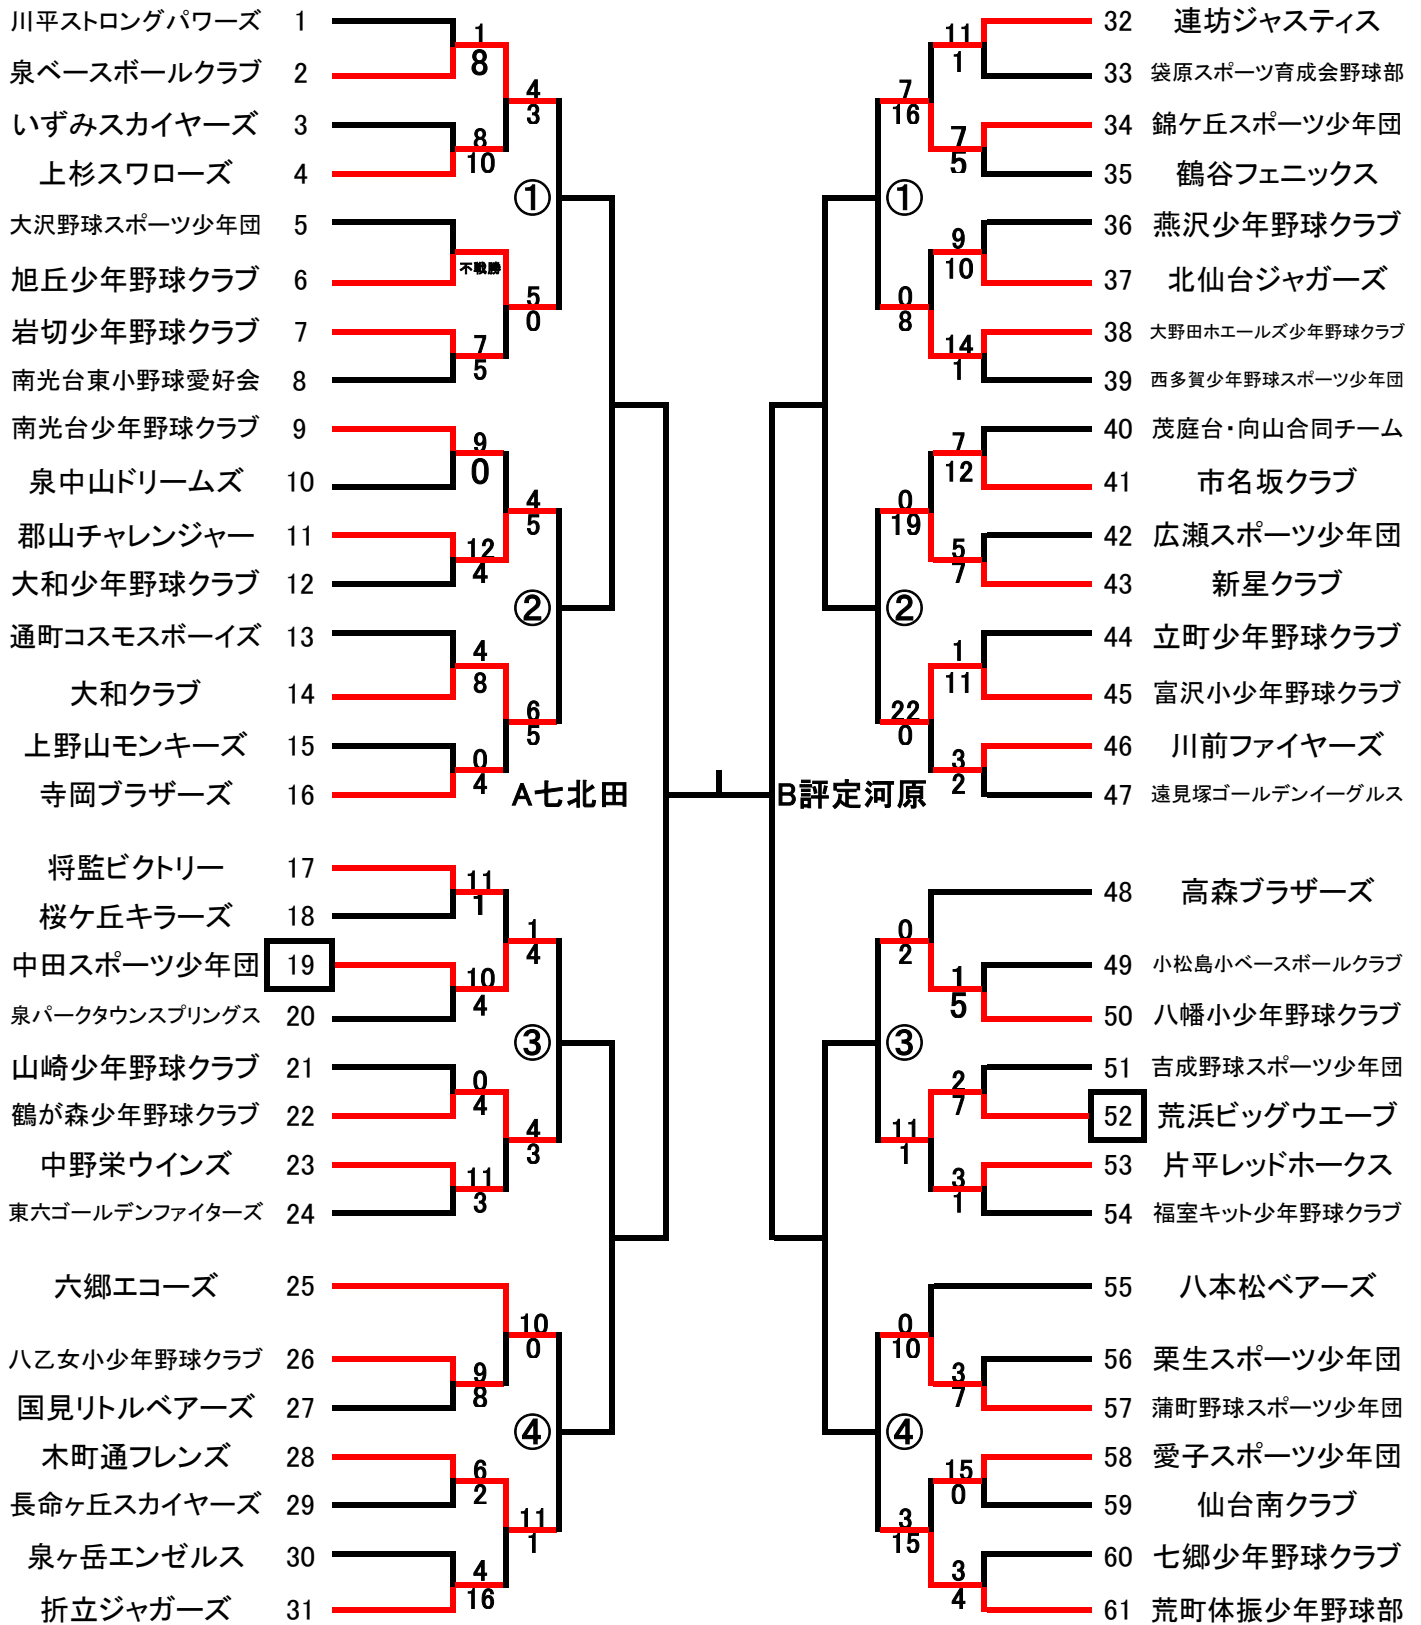 川平ストロングパワーズ 1
泉ベースボールクラブ 2
1
8
いずみスカイヤーズ 3
上杉スワローズ 4
8
10
4
3
大沢野球スポーツ少年団 5
旭丘少年野球クラブ 6
不戦勝
岩切少年野球クラブ 7
南光台東小野球愛好会 8
7
5
5
0
①
南光台少年野球クラブ 9
泉中山ドリームズ 10
9
0
郡山チャレンジャー 11
大和少年野球クラブ 12
12
4
4
5
通町コスモスボーイズ 13
大和クラブ 14
4
8
上野山モンキーズ 15
寺岡ブラザーズ 16
0
4
6
5
②
A七北田
将監ビクトリー 17
桜ケ丘キラーズ 18
11
1
中田スポーツ少年団 19
泉パークタウンスプリングス 20
10
4
1
4
山崎少年野球クラブ 21
鶴が森少年野球クラブ 22
0
4
中野栄ウインズ 23
東六ゴールデンファイターズ 24
11
3
4
3
③
六郷エコーズ 25
八乙女小少年野球クラブ 26
国見リトルベアーズ 27
9
8
10
0
木町通フレンズ 28
長命ヶ丘スカイヤーズ 29
6
2
泉ヶ岳エンゼルス 30
折立ジャガーズ 31
4
16
11
1
④
32 連坊ジャスティス
33 袋原スポーツ育成会野球部
11
1
34 錦ケ丘スポーツ少年団
35 鶴谷フェニックス
7
5
7
16
36 燕沢少年野球クラブ
37 北仙台ジャガーズ
9
10
38 大野田ホエールズ少年野球クラブ
39 西多賀少年野球スポーツ少年団
14
1
0
8
①
40 茂庭台・向山合同チーム
41 市名坂クラブ
7
12
42 広瀬スポーツ少年団
43 新星クラブ
5
7
0
19
44 立町少年野球クラブ
45 富沢小少年野球クラブ
1
11
46 川前ファイヤーズ
47 遠見塚ゴールデンイーグルス
3
2
22
0
②
B評定河原
48 高森ブラザーズ
49 小松島小ベースボールクラブ
50 八幡小少年野球クラブ
1
5
0
2
51 吉成野球スポーツ少年団
52 荒浜ビッグウエーブ
2
7
53 片平レッドホークス
54 福室キット少年野球クラブ
3
1
11
1
③
55 八本松ベアーズ
56 栗生スポーツ少年団
57 蒲町野球スポーツ少年団
3
7
0
10
58 愛子スポーツ少年団
59 仙台南クラブ
15
0
60 七郷少年野球クラブ
61 荒町体振少年野球部
3
4
3
15
④